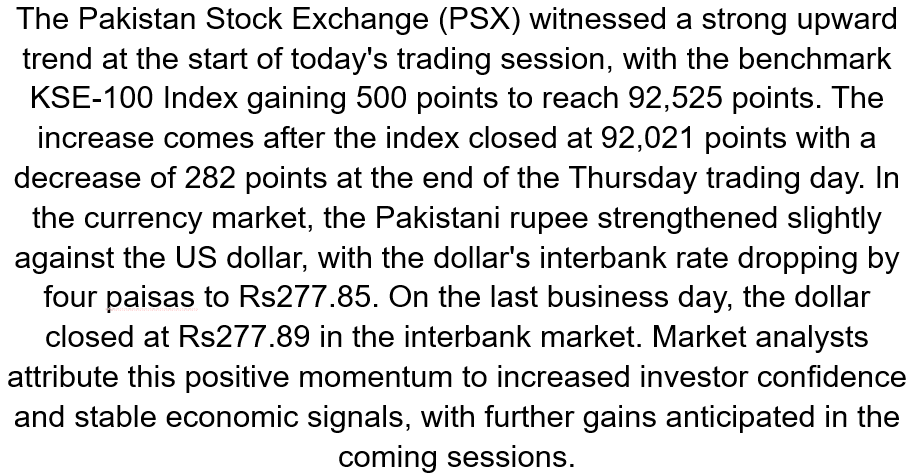 The Pakistan Stock Exchange (PSX) witnessed a strong upward
trend at the start of today's trading session, with the benchmark
KSE-100 Index gaining 500 points to reach 92,525 points. The
increase comes after the index closed at 92,021 points with a
decrease of 282 points at the end of the Thursday trading day. In
the currency market, the Pakistani rupee strengthened slightly
against the US dollar, with the dollar's interbank rate dropping by
four paisas to Rs277.85. On the last business day, the dollar
closed at Rs277.89 in the interbank market. Market analysts
attribute this positive momentum to increased investor confidence
and stable economic signals, with further gains anticipated in the
coming sessions.